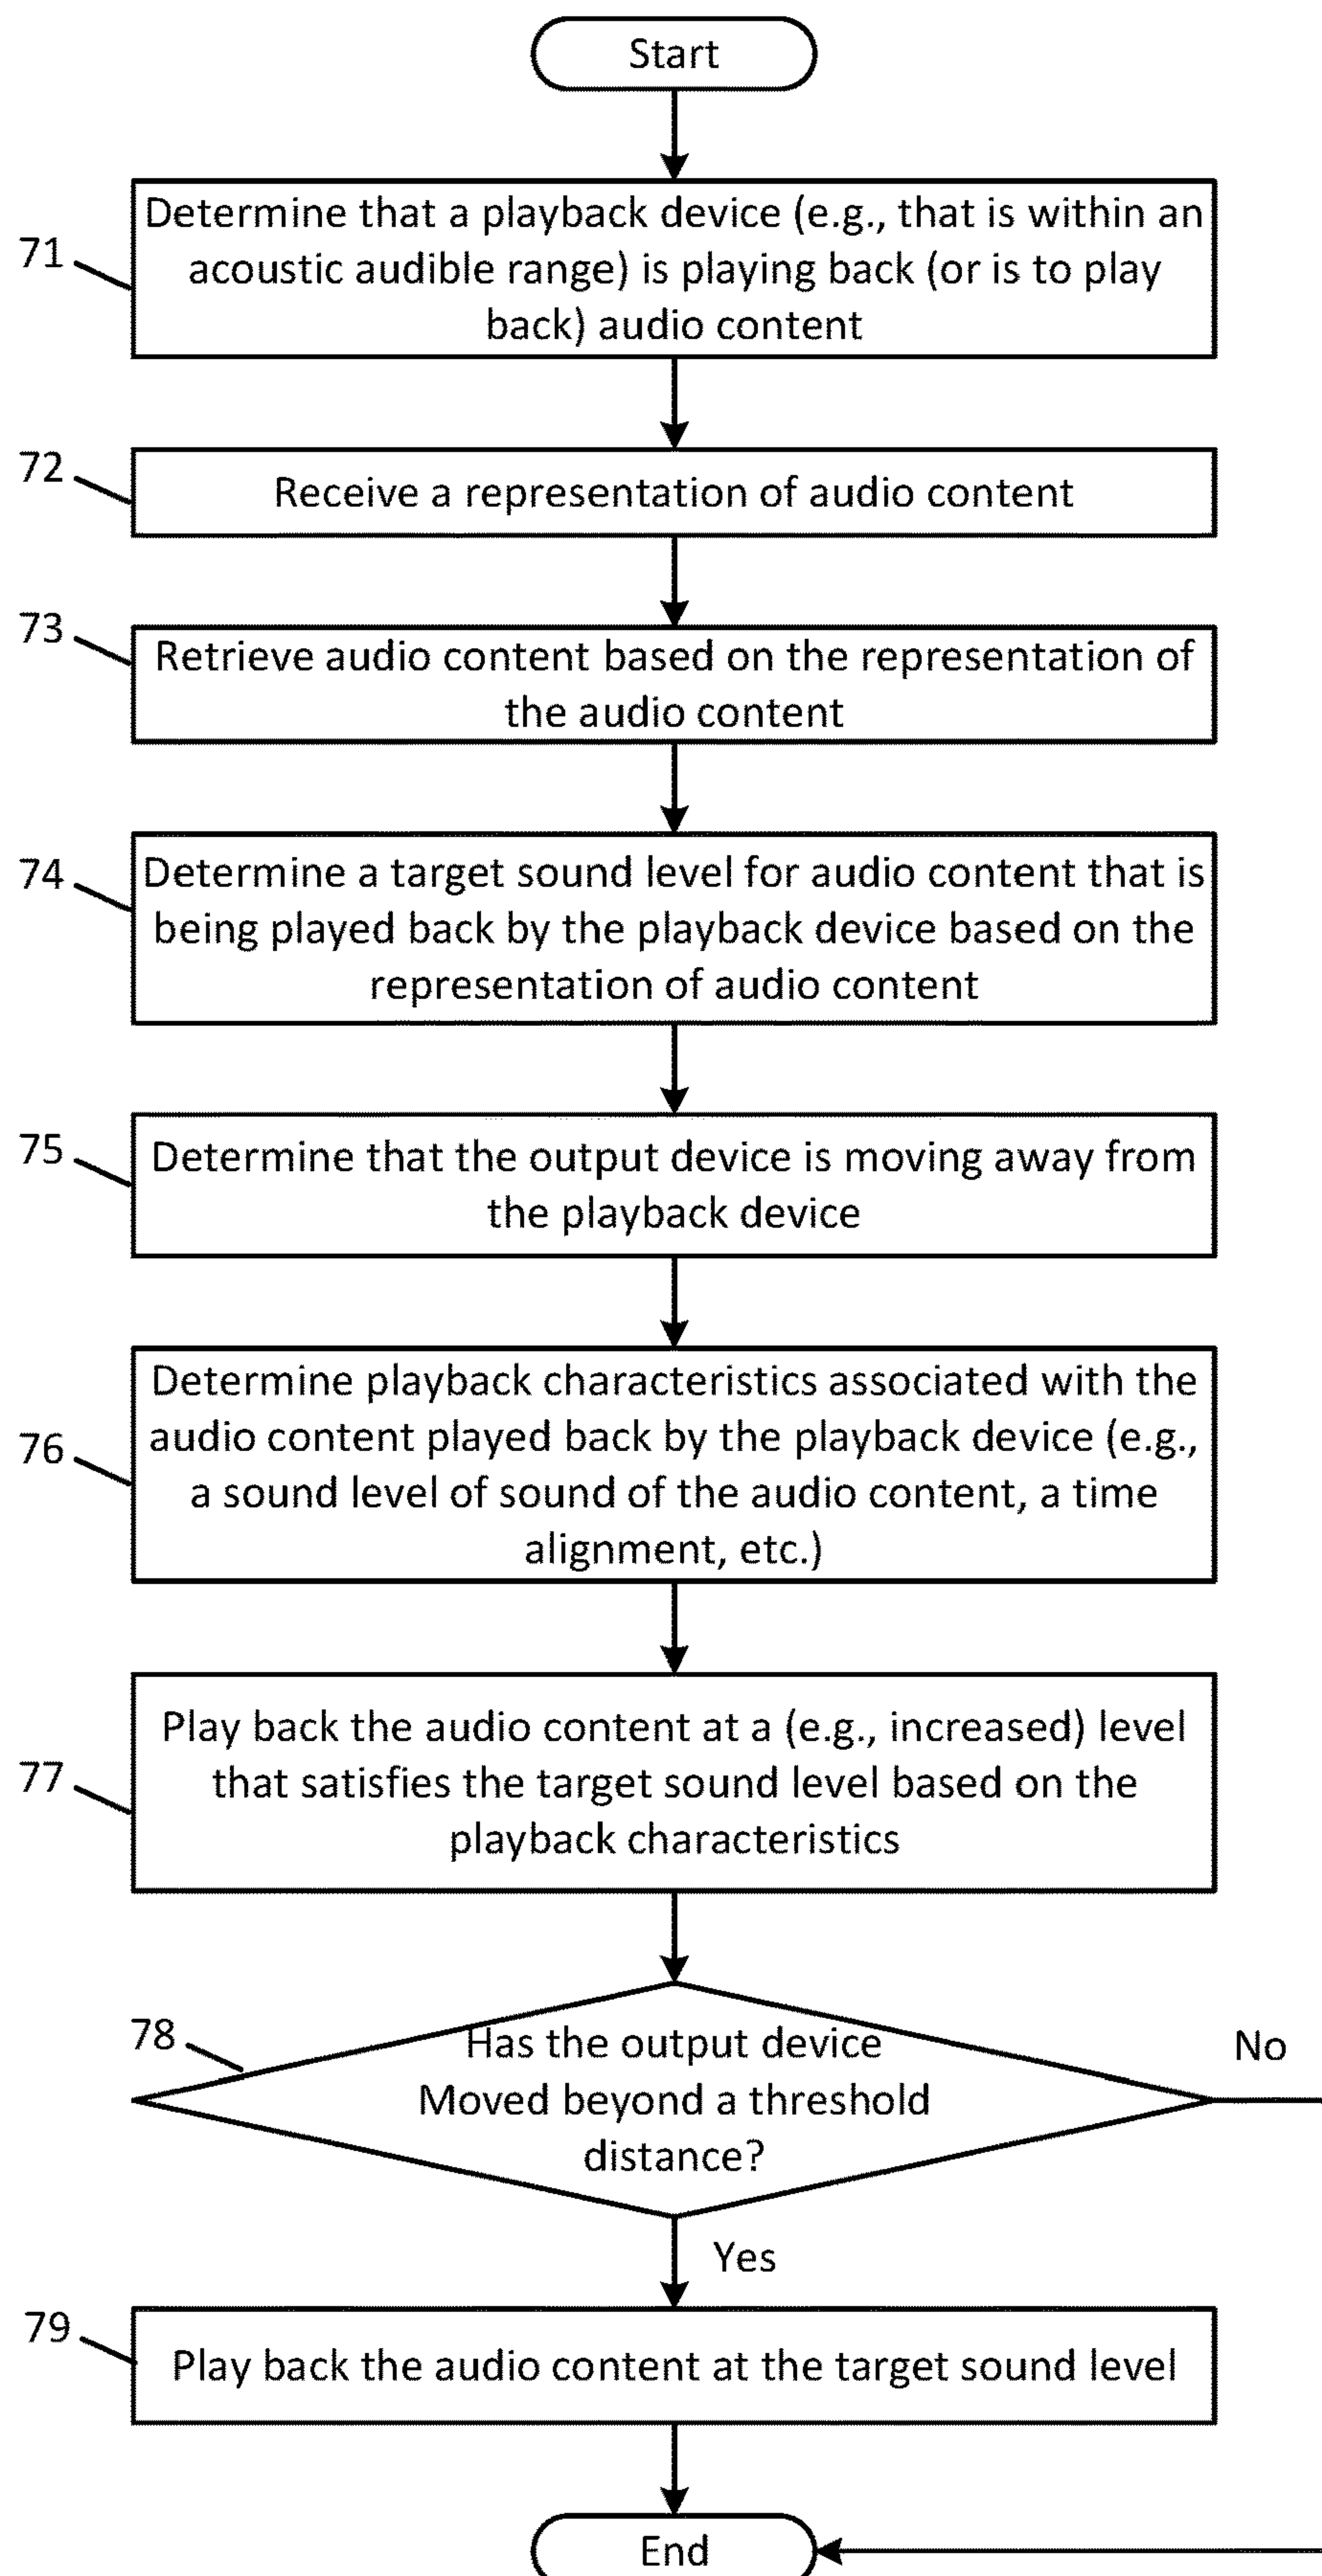 Start
71
Determine that a playback device (e.g., that is within an
acoustic audible range) is playing back (or is to play
back) audio content
72
Receive a representation of audio content
73
Retrieve audio content based on the representation of
the audio content
74
Determine a target sound level for audio content that is
being played back by the playback device based on the
representation of audio content
75
Determine that the output device is moving away from
the playback device
76
Determine playback characteristics associated with the
audio content played back by the playback device (e.g.,
a sound level of sound of the audio content, a time
alignment, etc.)
77
Play back the audio content at a (e.g., increased) level
that satisfies the target sound level based on the
playback characteristics
78
Has the output device
Moved beyond a threshold
distance?
No
Yes
79
Play back the audio content at the target sound level
End